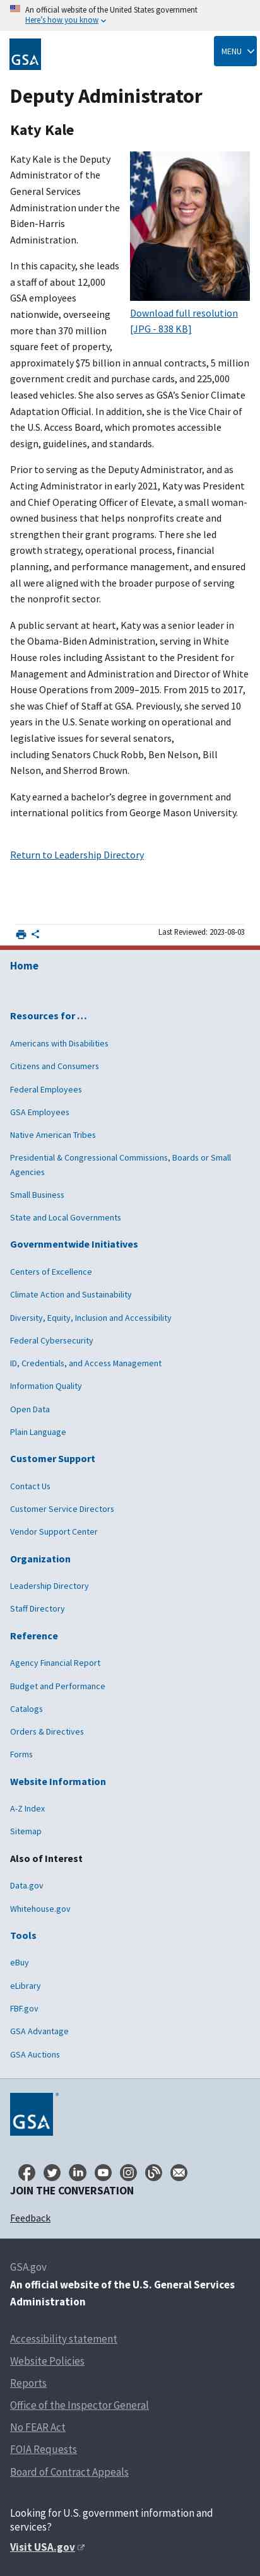 An official website of the United States government
Here's how you know
GSA
MENU
Deputy Administrator
Katy Kale
Katy Kale is the Deputy
Administrator of the
General Services
Administration under the
Biden-Harris
Administration.
Download full resolution
[JPG - 838 KB]
In this capacity, she leads
a staff of about 12,000
GSA employees
nationwide, overseeing
more than 370 million
square feet of property,
approximately $75 billion in annual contracts, 5 million
government credit and purchase cards, and 225,000
leased vehicles. She also serves as GSA's Senior Climate
Adaptation Official. In addition, she is the Vice Chair of
the U.S. Access Board, which promotes accessible
design, guidelines, and standards.
Prior to serving as the Deputy Administrator, and as
Acting Administrator in early 2021, Katy was President
and Chief Operating Officer of Elevate, a small woman-
owned business that helps nonprofits create and
strengthen their grant programs. There she led
growth strategy, operational process, financial
planning, and performance management, and ensured
all were aligned with the broader purpose of serving
the nonprofit sector.
A public servant at heart, Katy was a senior leader in
the Obama-Biden Administration, serving in White
House roles including Assistant to the President for
Management and Administration and Director of White
House Operations from 2009–2015. From 2015 to 2017,
she was Chief of Staff at GSA. Previously, she served 10
years in the U.S. Senate working on operational and
legislative issues for several senators,
including Senators Chuck Robb, Ben Nelson, Bill
Nelson, and Sherrod Brown.
Katy earned a bachelor's degree in government and
international politics from George Mason University.
Return to Leadership Directory
Last Reviewed: 2023-08-03
Home
Resources for …
Americans with Disabilities
Citizens and Consumers
Federal Employees
GSA Employees
Native American Tribes
Presidential & Congressional Commissions, Boards or Small
Agencies
Small Business
State and Local Governments
Governmentwide Initiatives
Centers of Excellence
Climate Action and Sustainability
Diversity, Equity, Inclusion and Accessibility
Federal Cybersecurity
ID, Credentials, and Access Management
Information Quality
Open Data
Plain Language
Customer Support
Contact Us
Customer Service Directors
Vendor Support Center
Organization
Leadership Directory
Staff Directory
Reference
Agency Financial Report
Budget and Performance
Catalogs
Orders & Directives
Forms
Website Information
A-Z Index
Sitemap
Also of Interest
Data.gov
Whitehouse.gov
Tools
eBuy
eLibrary
FBF.gov
GSA Advantage
GSA Auctions
GSA
®
JOIN THE CONVERSATION
Feedback
GSA.gov
An official website of the U.S. General Services
Administration
Accessibility statement
Website Policies
Reports
Office of the Inspector General
No FEAR Act
FOIA Requests
Board of Contract Appeals
Looking for U.S. government information and
services?
Visit USA.gov